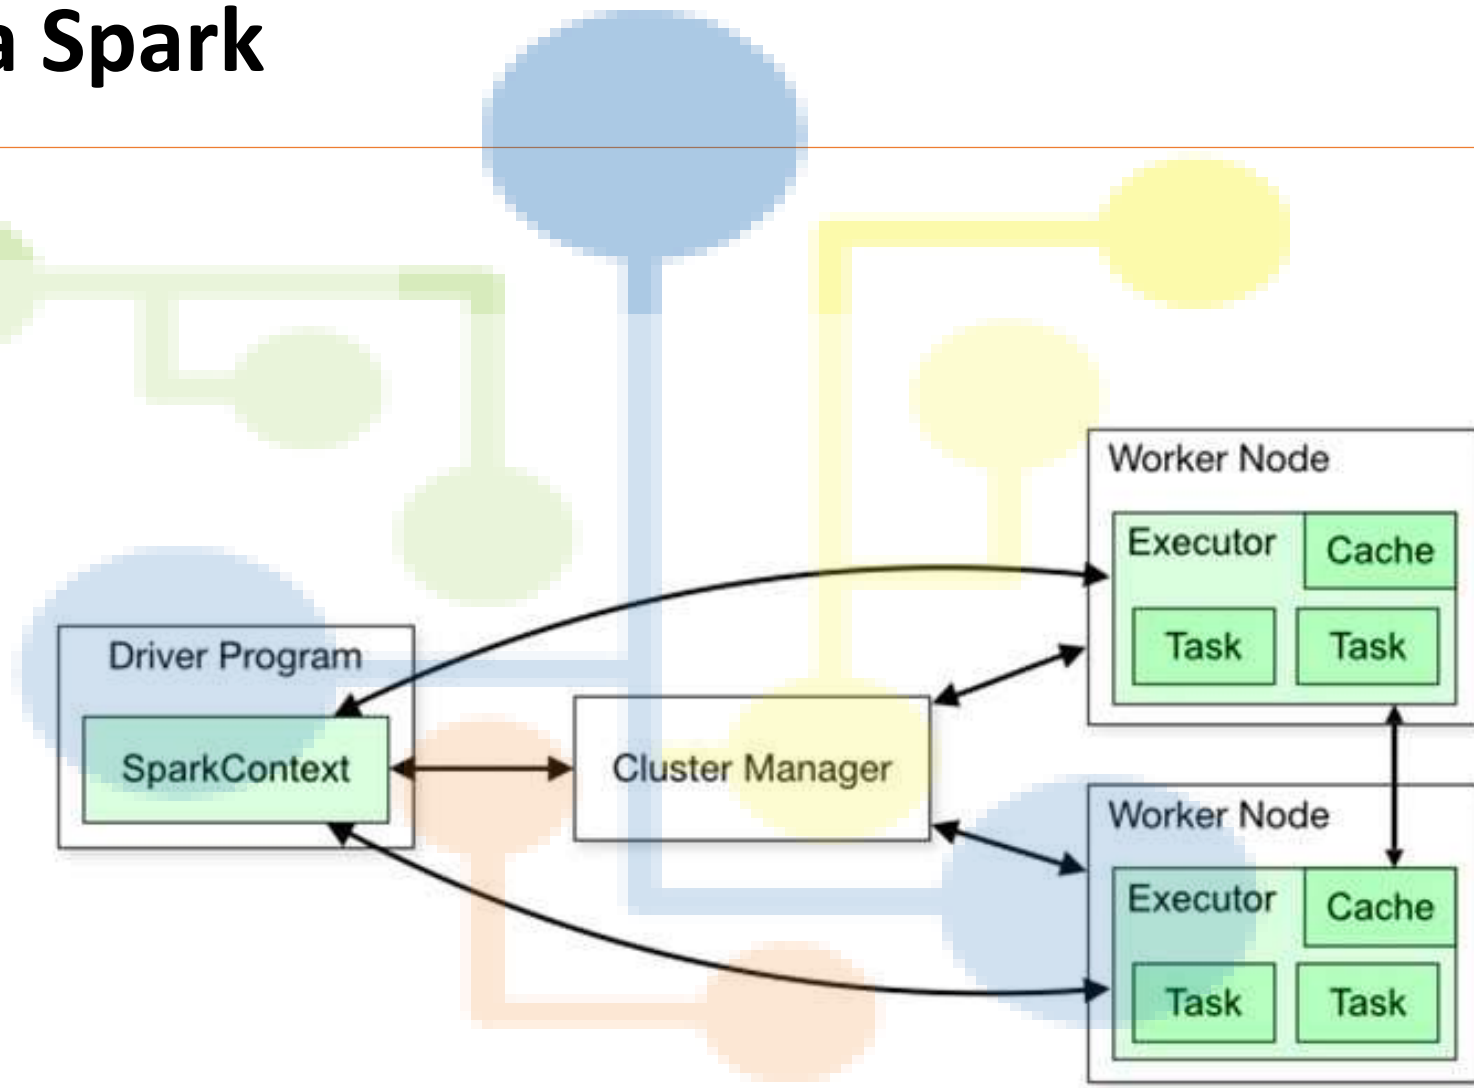 a Spark
Worker Node
Executor
Cache
Task
Task
Driver Program
SparkContext
Cluster Manager
Worker Node
Executor
Cache
Task
Task